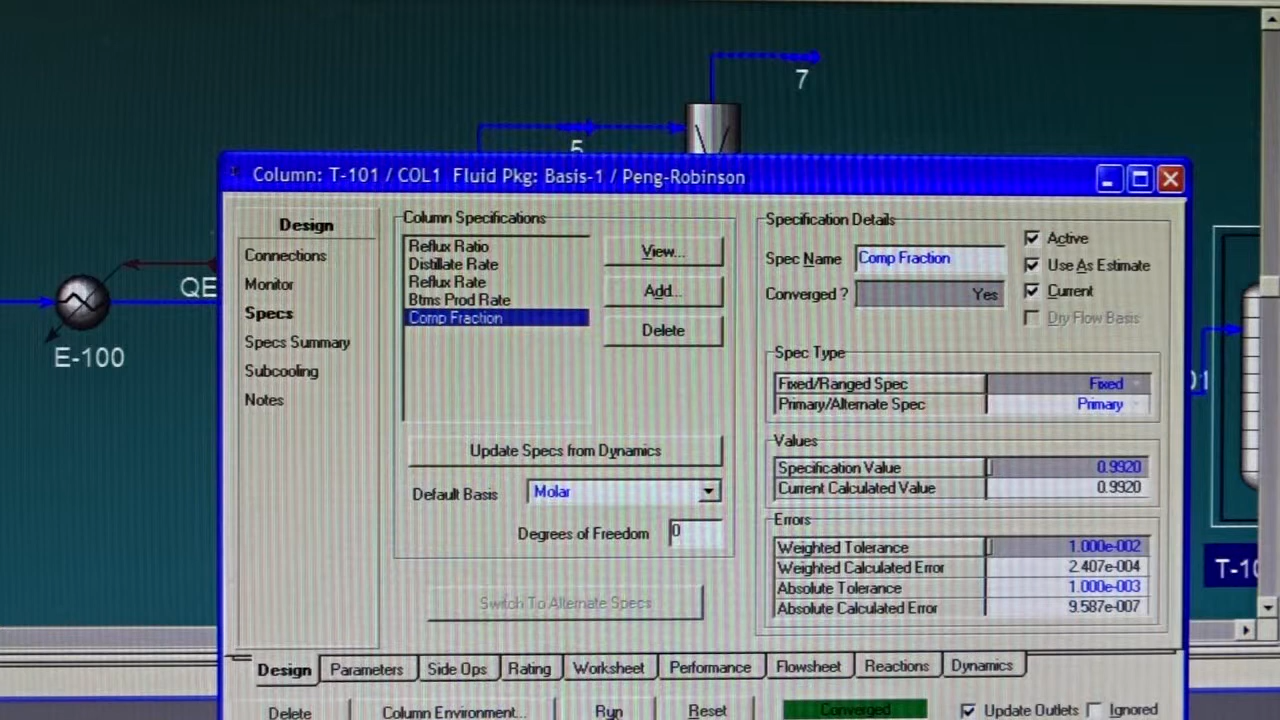 7
5
Column: T-101 / COL1 Fluid Pkg: Basis-1 / Peng-Robinson
Design
Connections
Monitor
Specs
Specs Summary
Subcooling
Notes
QE
E-100
Column Specifications
Reflux Ratio
Distillate Rate
Reflux Rate
Btms Prod Rate
Comp Fraction
View...
Add...
Delete
Update Specs from Dynamics
Default Basis Molar
Degrees of Freedom 0
Switch To Alternate Specs
Specification Details
Spec Name Comp Fraction
Converged ? Yes
Active
Use As Estimate
Current
Dry Flow Basis
Spec Type
Fixed/Ranged Spec Fixed
Primary/Alternate Spec Primary
Values
Specification Value 0.9920
Current Calculated Value 0.9920
Errors
Weighted Tolerance 1.000e-002
Weighted Calculated Error 2.407e-004
Absolute Tolerance 1.000e-003
Absolute Calculated Error 9.587e-007
T-10
Design Parameters Side Ops Rating Worksheet Performance Flowsheet Reactions Dynamics
Delete Column Environment... Run Reset Converged Update Outlets Ignored